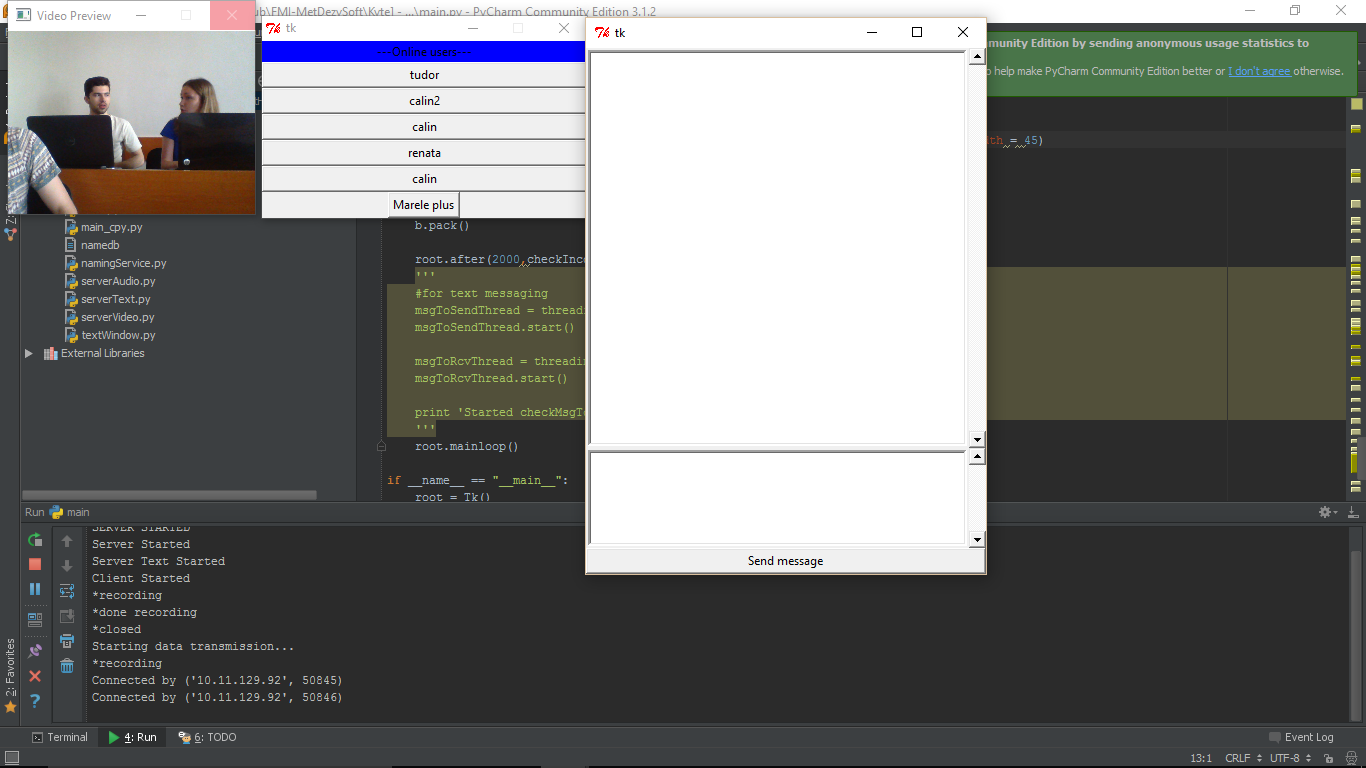 Video Preview
ub\FMI-MetDezvSoft\Kytel - ...\main.py - PyCharm Community Edition 3.1.2
tk
---Online users---
tudor
calin2
calin
renata
calin
Marele plus
tk
Send message
munity Edition by sending anonymous usage statistics to
o help make PyCharm Community Edition better or I don't agree otherwise.
th = 45)
main_cpy.py
namedb
namingService.py
serverAudio.py
serverText.py
serverVideo.py
textWindow.py
External Libraries
b.pack()
root.after(2000,checkInco
'''
#for text messaging
msgToSendThread = threadin
msgToSendThread.start()
msgToRcvThread = threadin
msgToRcvThread.start()
print 'Started checkMsgTo
'''
root.mainloop()
if __name__ == "__main__":
root = Tk()
Run main
SERVER STARTED
Server Started
Server Text Started
Client Started
*recording
*done recording
*closed
Starting data transmission...
*recording
Connected by ('10.11.129.92', 50845)
Connected by ('10.11.129.92', 50846)
2: Favorites
Terminal
4: Run
6: TODO
Event Log
13:1 CRLF UTF-8